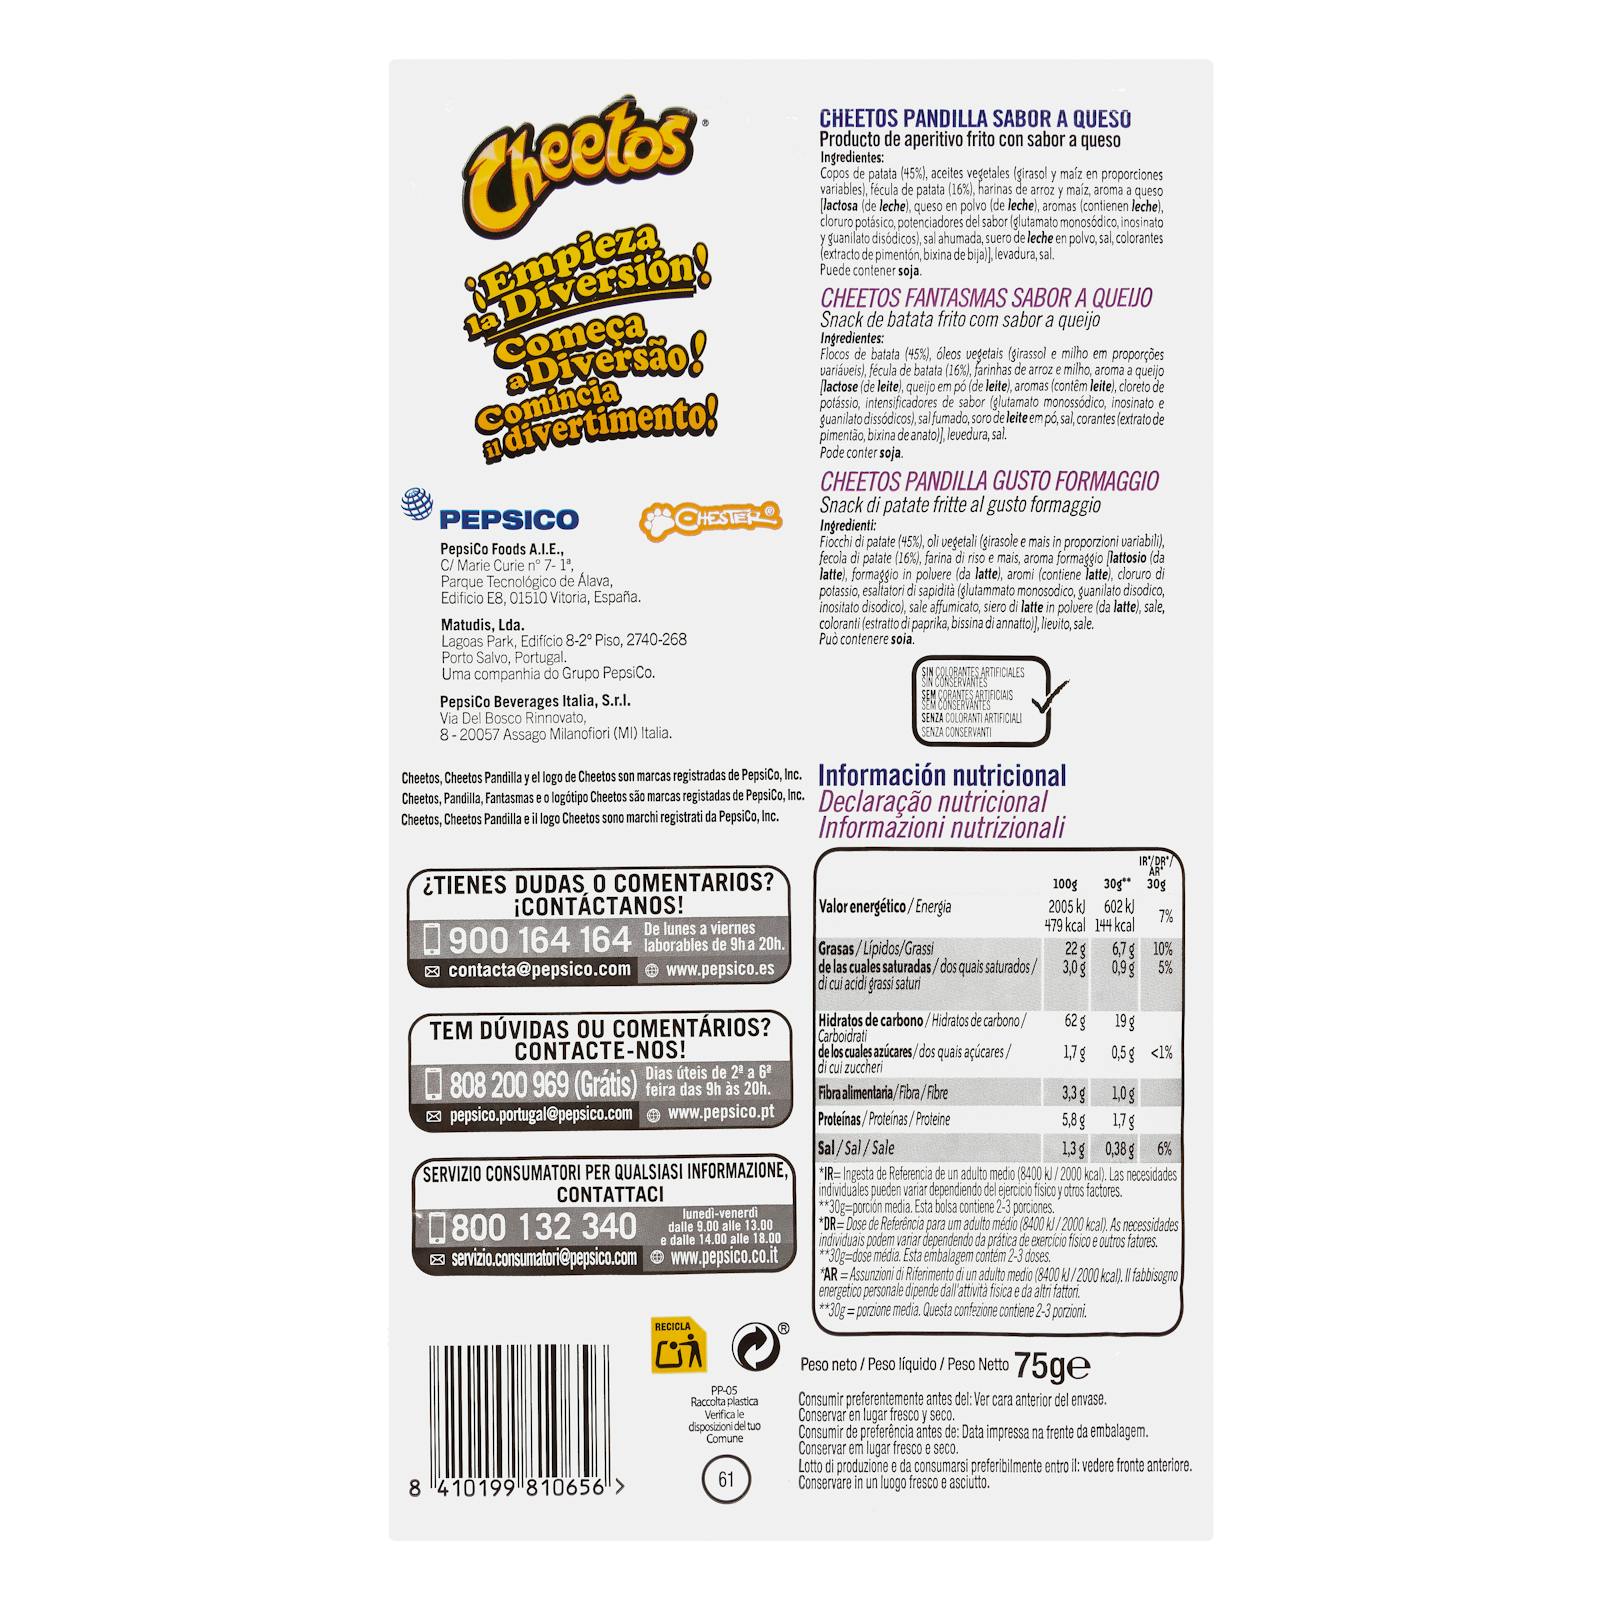 Cheetos®
¡Empieza
la Diversión!
Começa
a Diversão!
Comincia
il divertimento!
PEPSICO
CHESTER®
PepsiCo Foods A.I.E.,
C/ Marie Curie nº 7- 1ª,
Parque Tecnológico de Álava,
Edificio E8, 01510 Vitoria, España.
Matudis, Lda.
Lagoas Park, Edifício 8-2º Piso, 2740-268
Porto Salvo, Portugal.
Uma companhia do Grupo PepsiCo.
PepsiCo Beverages Italia, S.r.l.
Via Del Bosco Rinnovato,
8 - 20057 Assago Milanofiori (MI) Italia.
Cheetos, Cheetos Pandilla y el logo de Cheetos son marcas registradas de PepsiCo, Inc.
Cheetos, Pandilla, Fantasmas e o logótipo Cheetos são marcas registadas de PepsiCo, Inc.
Cheetos, Cheetos Pandilla e il logo Cheetos sono marchi registrati da PepsiCo, Inc.
¿TIENES DUDAS O COMENTARIOS?
¡CONTÁCTANOS!
900 164 164 De lunes a viernes
laborables de 9h a 20h.
contacta@pepsico.com www.pepsico.es
TEM DÚVIDAS OU COMENTÁRIOS?
CONTACTE-NOS!
808 200 969 (Grátis) Dias úteis de 2ª a 6ª
feira das 9h às 20h.
pepsico.portugal@pepsico.com www.pepsico.pt
SERVIZIO CONSUMATORI PER QUALSIASI INFORMAZIONE,
CONTATTACI
800 132 340 lunedì-venerdì
dalle 9.00 alle 13.00
e dalle 14.00 alle 18.00
servizio.consumatori@pepsico.com www.pepsico.co.it
8 410199 810656 >
RECICLA
®
PP-05
Raccolta plastica
Verifica le
disposizioni del tuo
Comune
61
CHEETOS PANDILLA SABOR A QUESO
Producto de aperitivo frito con sabor a queso
Ingredientes:
Copos de patata (45%), aceites vegetales (girasol y maíz en proporciones
variables), fécula de patata (16%), harinas de arroz y maíz, aroma a queso
[lactosa (de leche), queso en polvo (de leche), aromas (contienen leche),
cloruro potásico, potenciadores del sabor (glutamato monosódico, inosinato
y guanilato disódicos), sal ahumada, suero de leche en polvo, sal, colorantes
(extracto de pimentón, bixina de bija)], levadura, sal.
Puede contener soja.
CHEETOS FANTASMAS SABOR A QUEIJO
Snack de batata frito com sabor a queijo
Ingredientes:
Flocos de batata (45%), óleos vegetais (girassol e milho em proporções
variáveis), fécula de batata (16%), farinhas de arroz e milho, aroma a queijo
[lactose (de leite), queijo em pó (de leite), aromas (contêm leite), cloreto de
potássio, intensificadores de sabor (glutamato monossódico, inosinato e
guanilato dissódicos), sal fumado, soro de leite em pó, sal, corantes (extrato de
pimentão, bixina de anato)], levedura, sal.
Pode conter soja.
CHEETOS PANDILLA GUSTO FORMAGGIO
Snack di patate fritte al gusto formaggio
Ingredienti:
Fiocchi di patate (45%), oli vegetali (girasole e mais in proporzioni variabili),
fecola di patate (16%), farina di riso e mais, aroma formaggio [lattosio (da
latte), formaggio in polvere (da latte), aromi (contiene latte), cloruro di
potassio, esaltatori di sapidità (glutammato monosodico, guanilato disodico,
inositato disodico), sale affumicato, siero di latte in polvere (da latte), sale,
coloranti (estratto di paprika, bissina di annatto)], lievito, sale.
Può contenere soia.
SIN COLORANTES ARTIFICIALES
SIN CONSERVANTES
SEM CORANTES ARTIFICIAIS
SEM CONSERVANTES
SENZA COLORANTI ARTIFICIALI
SENZA CONSERVANTI
Información nutricional
Declaração nutricional
Informazioni nutrizionali
IR*/DR*/
AR*
100g 30g** 30g
Valor energético / Energia 2005 kJ 602 kJ 7%
479 kcal 144 kcal
Grasas / Lípidos/Grassi 22 g 6,7 g 10%
de las cuales saturadas / dos quais saturados / 3,0 g 0,9 g 5%
di cui acidi grassi saturi
Hidratos de carbono / Hidratos de carbono / 62 g 19 g
Carboidrati
de los cuales azúcares / dos quais açúcares / 1,7 g 0,5 g <1%
di cui zuccheri
Fibra alimentaria / Fibra / Fibre 3,3 g 1,0 g
Proteínas / Proteínas / Proteine 5,8 g 1,7 g
Sal / Sal / Sale 1,3 g 0,38 g 6%
*IR= Ingesta de Referencia de un adulto medio (8400 kJ / 2000 kcal). Las necesidades
individuales pueden variar dependiendo del ejercicio físico y otros factores.
**30g=porción media. Esta bolsa contiene 2-3 porciones.
*DR= Dose de Referência para um adulto médio (8400 kJ / 2000 kcal). As necessidades
individuais podem variar dependendo da prática de exercício físico e outros fatores.
**30g=dose média. Esta embalagem contém 2-3 doses.
*AR = Assunzioni di Riferimento di un adulto medio (8400 kJ / 2000 kcal). Il fabbisogno
energetico personale dipende dall'attività fisica e da altri fattori.
**30g = porzione media. Questa confezione contiene 2-3 porzioni.
Peso neto / Peso líquido / Peso Netto 75g℮
Consumir preferentemente antes del: Ver cara anterior del envase.
Conservar en lugar fresco y seco.
Consumir de preferência antes de: Data impressa na frente da embalagem.
Conservar em lugar fresco e seco.
Lotto di produzione e da consumarsi preferibilmente entro il: vedere fronte anteriore.
Conservare in un luogo fresco e asciutto.